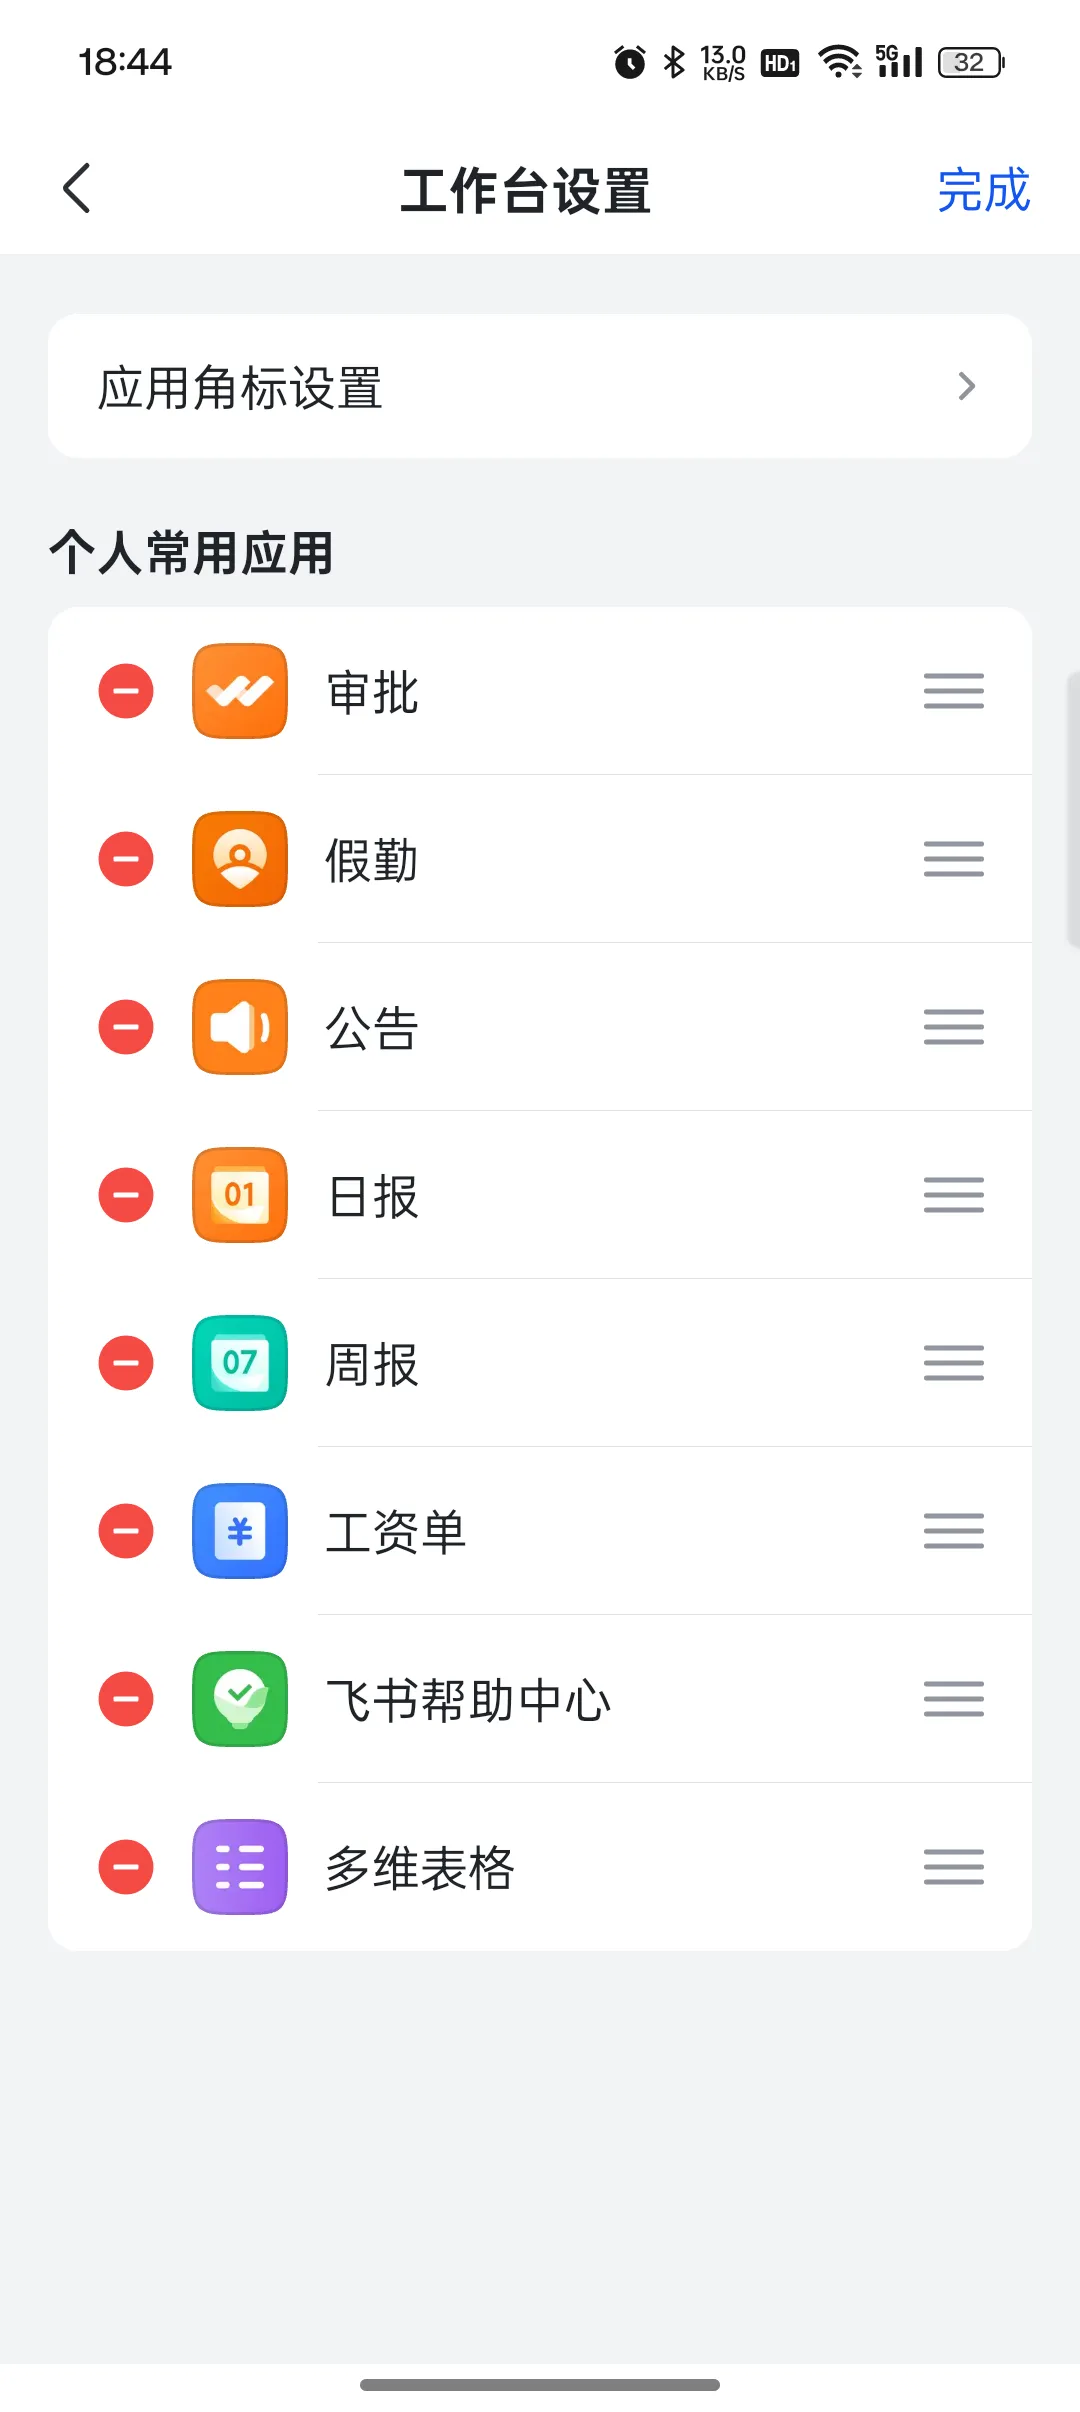 18:44
13.0
KB/S
HD1
5G
32
工作台设置
完成
应用角标设置
个人常用应用
审批
假勤
公告
01
日报
07
周报
¥
工资单
飞书帮助中心
多维表格